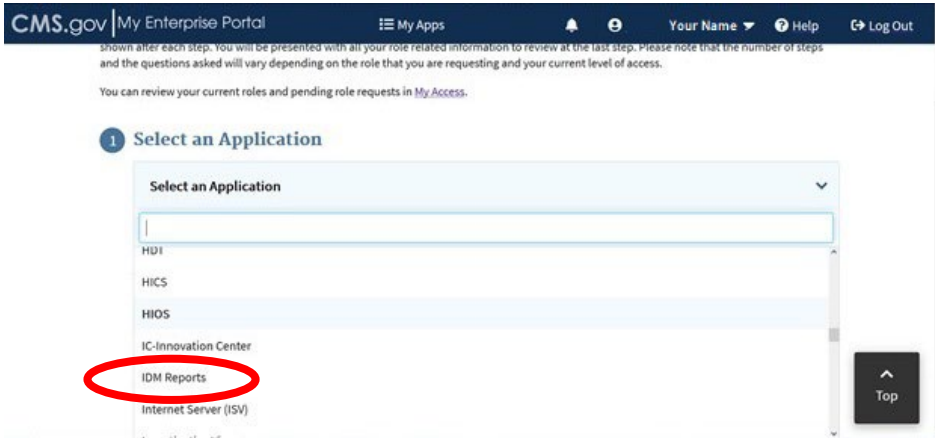 CMS.gov My Enterprise Portal My Apps Your Name Help Log Out
shown after each step. You will be presented with all your role related information to review at the last step. Please note that the number of steps
and the questions asked will vary depending on the role that you are requesting and your current level of access.
You can review your current roles and pending role requests in My Access.
1 Select an Application
Select an Application
HDT
HICS
HIOS
IC-Innovation Center
IDM Reports
Internet Server (ISV)
Top